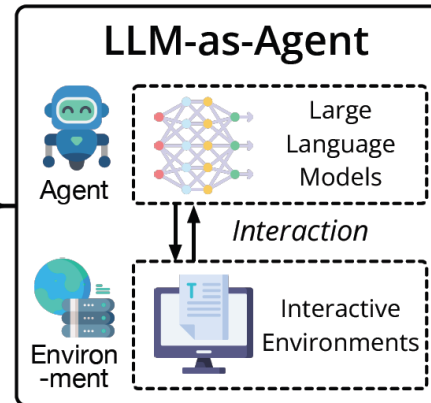 LLM-as-Agent
Agent
Large
Language
Models
Interaction
Environ
-ment
T
Interactive
Environments